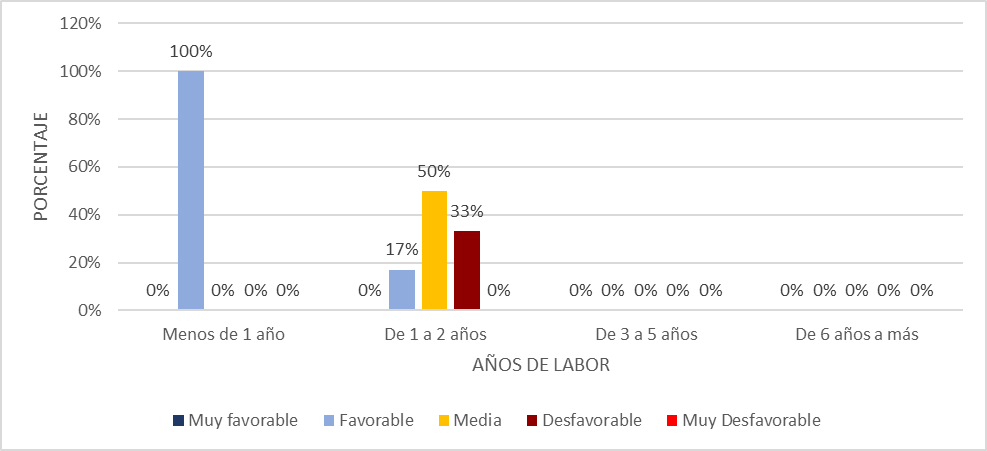 120%
100%
100%
80%
PORCENTAJE
60%
50%
40%
33%
17%
20%
0% 0% 0% 0% 0% 0% 0% 0% 0% 0% 0% 0% 0% 0% 0% 0%
0%
Menos de 1 año De 1 a 2 años De 3 a 5 años De 6 años a más
AÑOS DE LABOR
Muy favorable Favorable Media Desfavorable Muy Desfavorable